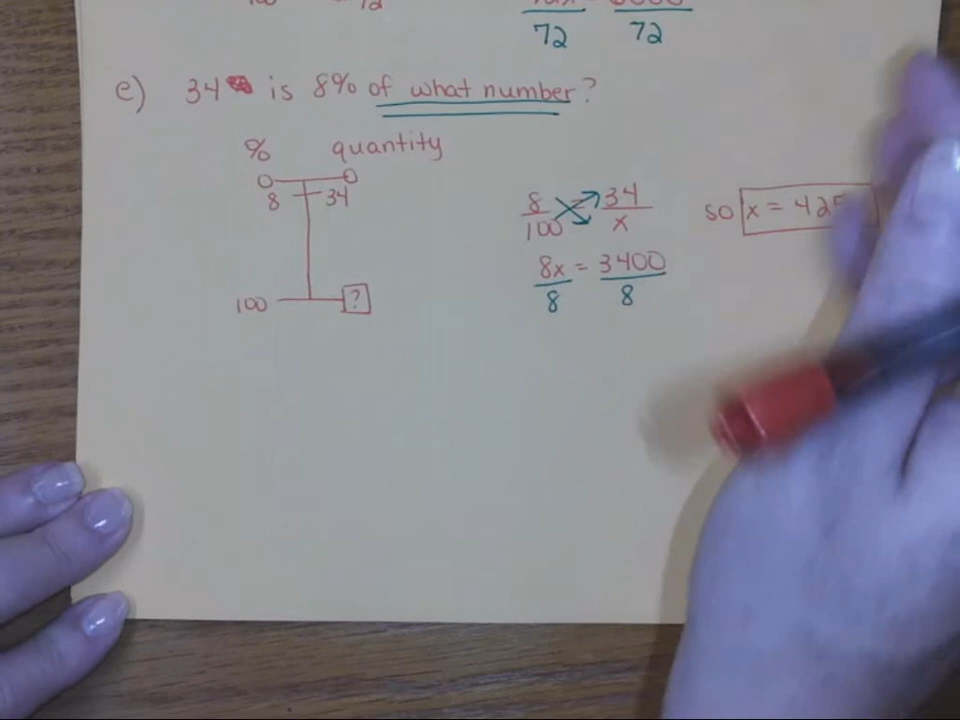 72 72
e) 34 is 8% of what number?
% quantity
0 0
8 34
100 ?
8/100 = 34/x
8x = 3400
8 8
so x = 425